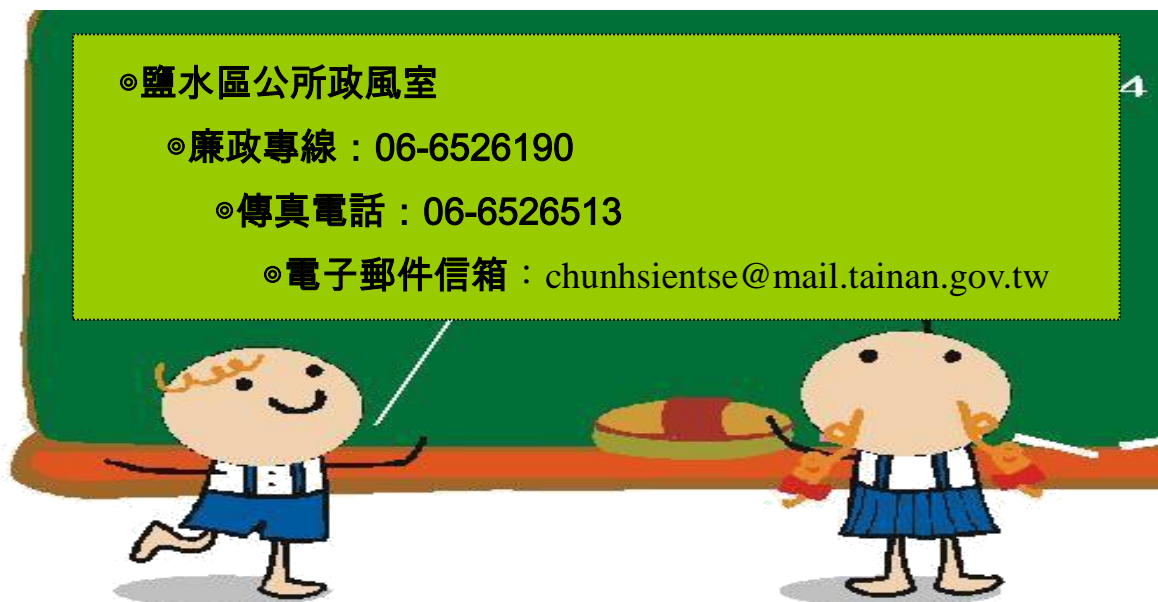 ◎鹽水區公所政風室
4
◎廉政專線：06-6526190
◎傳真電話：06-6526513
◎電子郵件信箱：chunhsientse@mail.tainan.gov.tw